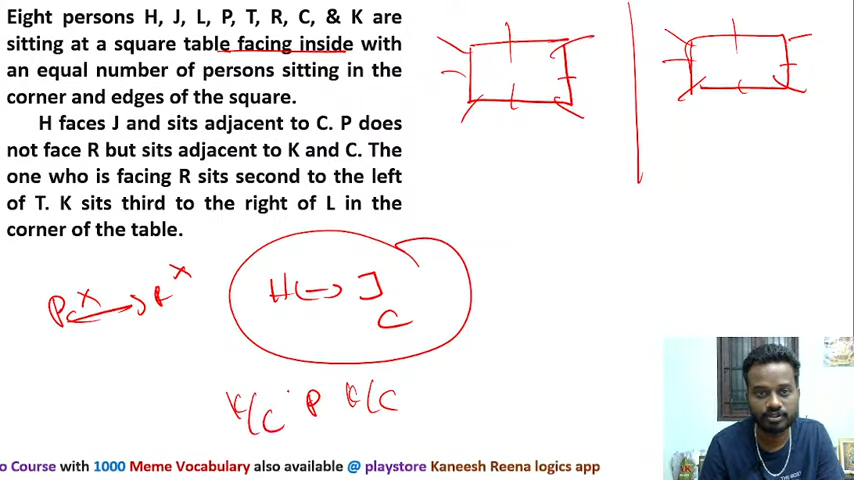 Eight persons H, J, L, P, T, R, C, & K are
sitting at a square table facing inside with
an equal number of persons sitting in the
corner and edges of the square.
H faces J and sits adjacent to C. P does
not face R but sits adjacent to K and C. The
one who is facing R sits second to the left
of T. K sits third to the right of L in the
corner of the table.
H ↔ J
C
P ↔ R
K/C P K/C
o Course with 1000 Meme Vocabulary also available @ playstore Kaneesh Reena logics app